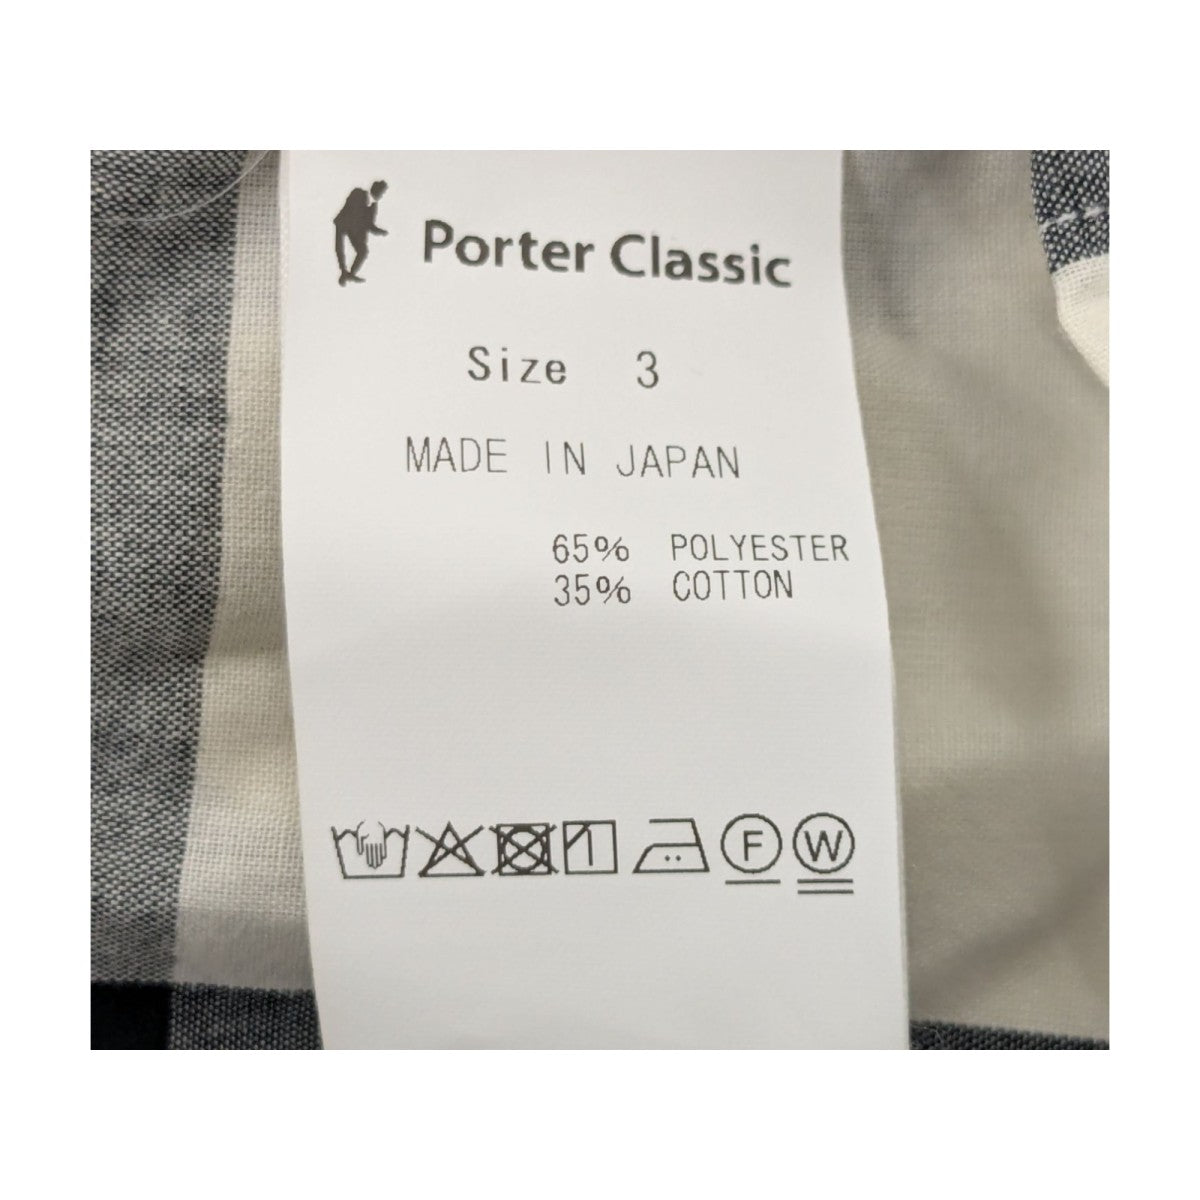 Porter Classic
Size 3
MADE IN JAPAN
65% POLYESTER
35% COTTON
F W